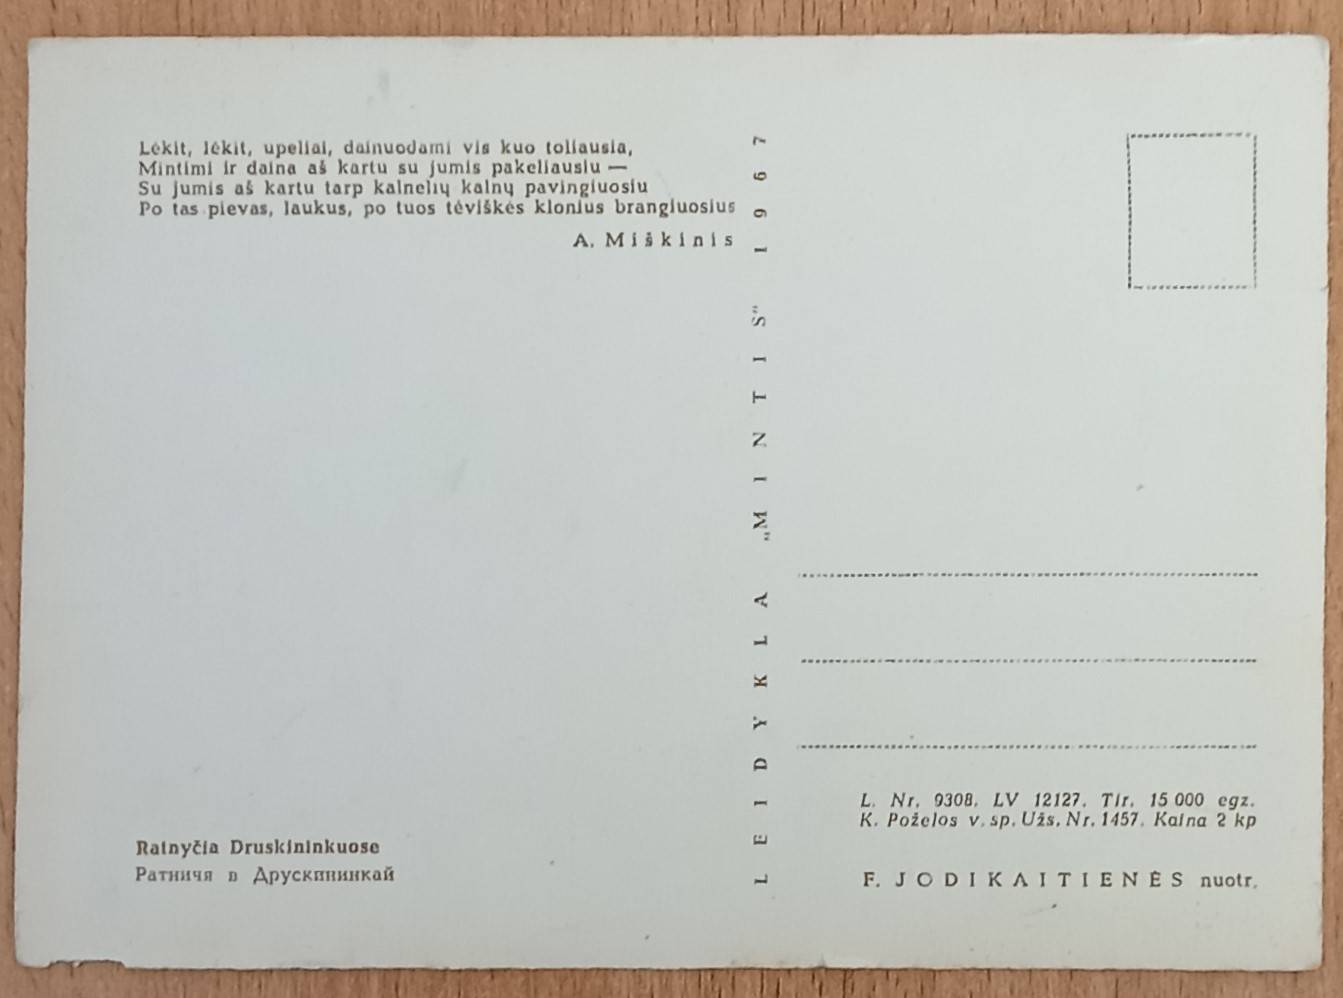 Lėkit, lėkit, upeliai, dainuodami vis kuo toliausia,
Mintimi ir daina aš kartu su jumis pakeliausiu —
Su jumis aš kartu tarp kalnelių kalnų pavingiuosiu
Po tas pievas, laukus, po tuos tėviškės klonius brangiuosius
A. Miškinis
Ratnyčia Druskininkuose
Ратничя в Друскининкай
LEIDYKLA „MINTIS“ 1967
L. Nr. 9308. LV 12127. Tir. 15 000 egz.
K. Poželos v. sp. Užs. Nr. 1457. Kaina 2 kp
F. JODIKAITIENĖS nuotr.